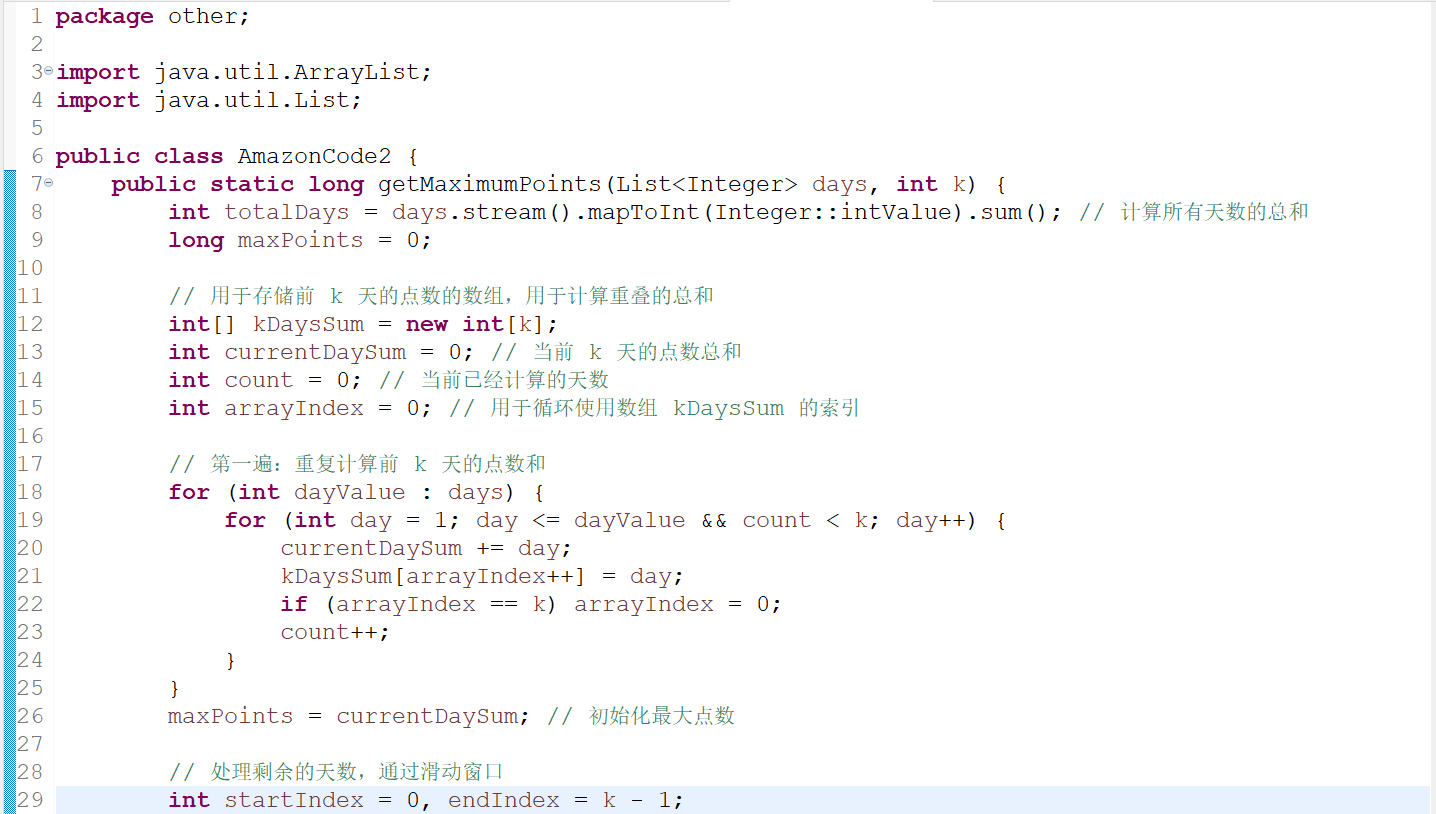 1 package other;
2
3 import java.util.ArrayList;
4 import java.util.List;
5
6 public class AmazonCode2 {
7     public static long getMaximumPoints(List<Integer> days, int k) {
8         int totalDays = days.stream().mapToInt(Integer::intValue).sum(); // 计算所有天数的总和
9         long maxPoints = 0;
10
11         // 用于存储前 k 天的点数的数组，用于计算重叠的总和
12         int[] kDaysSum = new int[k];
13         int currentDaySum = 0; // 当前 k 天的点数总和
14         int count = 0; // 当前已经计算的天数
15         int arrayIndex = 0; // 用于循环使用数组 kDaysSum 的索引
16
17         // 第一遍：重复计算前 k 天的点数和
18         for (int dayValue : days) {
19             for (int day = 1; day <= dayValue && count < k; day++) {
20                 currentDaySum += day;
21                 kDaysSum[arrayIndex++] = day;
22                 if (arrayIndex == k) arrayIndex = 0;
23                 count++;
24             }
25         }
26         maxPoints = currentDaySum; // 初始化最大点数
27
28         // 处理剩余的天数，通过滑动窗口
29         int startIndex = 0, endIndex = k - 1;